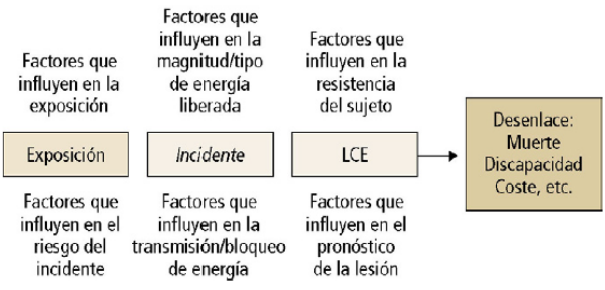 Factores que
influyen en la
exposición
Factores que
influyen en la
magnitud/tipo
de energía
liberada
Factores que
influyen en la
resistencia
del sujeto
Exposición
Incidente
LCE
Desenlace:
Muerte
Discapacidad
Coste, etc.
Factores que
influyen en el
riesgo del
incidente
Factores que
influyen en la
transmisión/bloqueo
de energía
Factores que
influyen en el
pronóstico
de la lesión